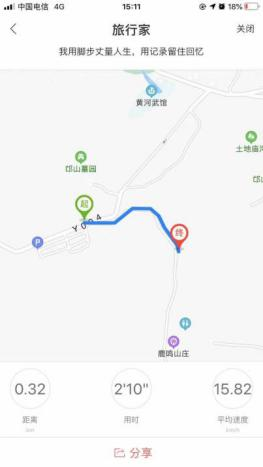 中国电信 4G 15:11 18%
旅行家 关闭
我用脚步丈量人生，用记录留住回忆
黄河武馆
土地庙河
邙山墓园
起
Y004
终
P
鹿鸣山庄
0.32 2'10" 15.82
距离 用时 平均速度
km km/h
分享